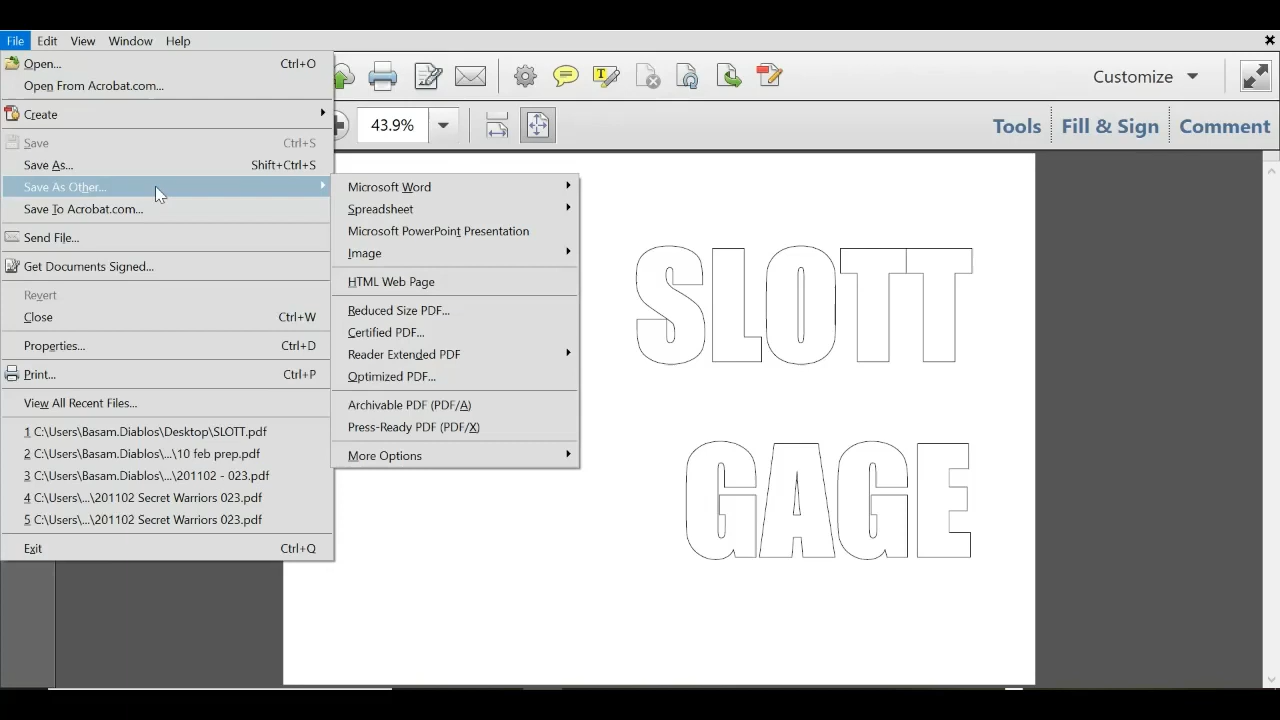 File Edit View Window Help
Open... Ctrl+O
Open From Acrobat.com...
Create
Save Ctrl+S
Save As... Shift+Ctrl+S
Save As Other...
Save To Acrobat.com...
Send File...
Get Documents Signed...
Revert
Close Ctrl+W
Properties... Ctrl+D
Print... Ctrl+P
View All Recent Files...
1 C:\Users\Basam.Diablos\Desktop\SLOTT.pdf
2 C:\Users\Basam.Diablos\...\10 feb prep.pdf
3 C:\Users\Basam.Diablos\...\201102 - 023.pdf
4 C:\Users\...\201102 Secret Warriors 023.pdf
5 C:\Users\...\201102 Secret Warriors 023.pdf
Exit Ctrl+Q
Microsoft Word
Spreadsheet
Microsoft PowerPoint Presentation
Image
HTML Web Page
Reduced Size PDF...
Certified PDF...
Reader Extended PDF
Optimized PDF...
Archivable PDF (PDF/A)
Press-Ready PDF (PDF/X)
More Options
Customize
43.9%
Tools Fill & Sign Comment
SLOTT
GAGE